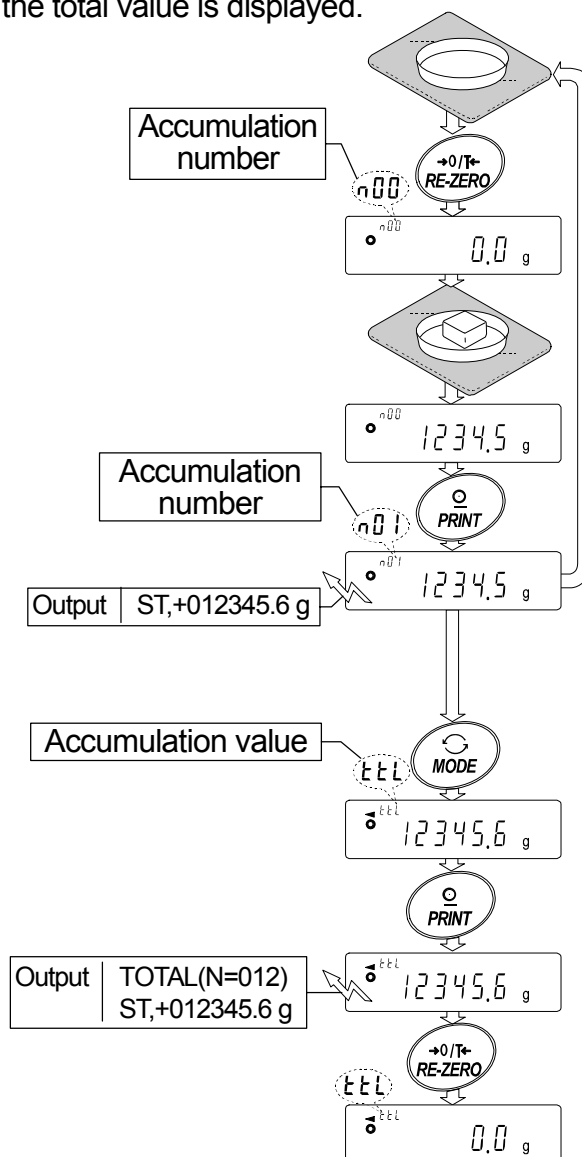 the total value is displayed.
Accumulation
number
→0/T←
RE-ZERO
n00
n00
0.0 g
n00
1234.5 g
Accumulation
number
PRINT
n01
n01
1234.5 g
Output ST,+012345.6 g
Accumulation value
MODE
ttL
ttL
12345.6 g
PRINT
ttL
12345.6 g
Output TOTAL(N=012)
ST,+012345.6 g
→0/T←
RE-ZERO
ttL
ttL
0.0 g